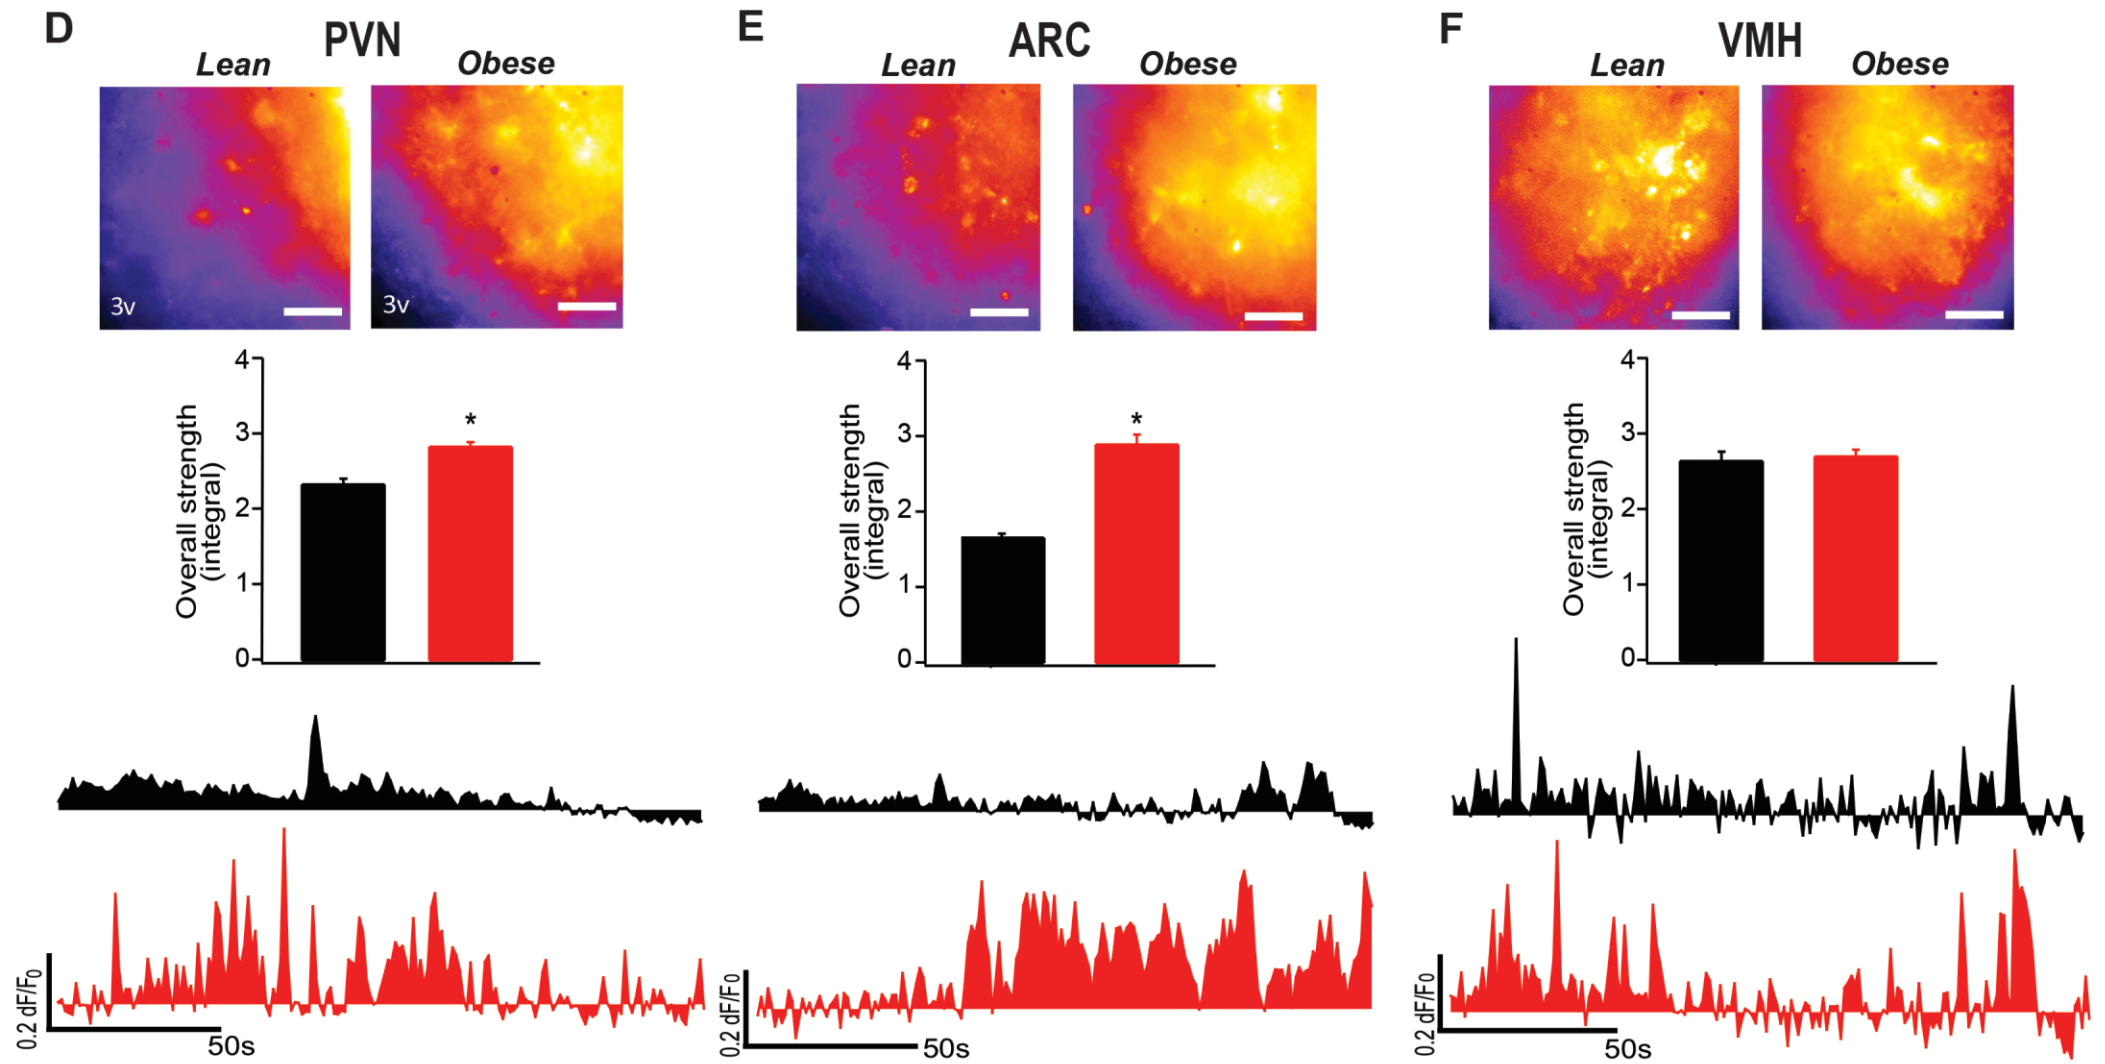 D PVN
Lean Obese
3v 3v
4
3
2
1
0
Overall strength
(integral)
*
0.2 dF/F0
50s
E ARC
Lean Obese
4
3
2
1
0
Overall strength
(integral)
*
0.2 dF/F0
50s
F VMH
Lean Obese
4
3
2
1
0
Overall strength
(integral)
0.2 dF/F0
50s